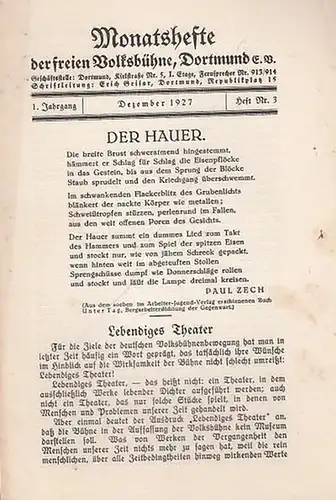 Monatshefte
der freien Volksbühne, Dortmund E. V.
Geschäftsstelle: Dortmund, Kielstraße Nr. 5, I. Etage, Fernsprecher Nr. 913/914
Schriftleitung: Erich Grisar, Dortmund, Republikplatz 15
1. Jahrgang Dezember 1927 Heft Nr. 3
DER HAUER.
Die breite Brust schweratmend hingestemmt,
hämmert er Schlag für Schlag die Eisenpflöcke
in das Gestein, bis aus dem Sprung der Blöcke
Staub sprudelt und den Kriechgang überschwemmt.
Im schwankenden Flackerblitz des Grubenlichts
blänkert der nackte Körper wie metallen;
Schweißtropfen stürzen, perlenrund im Fallen,
aus den weit offenen Poren des Gesichts.
Der Hauer summt ein dummes Lied zum Takt
des Hammers und zum Spiel der spitzen Eisen
und stockt nur, wie von jähem Schreck gepackt,
wenn hinten weit im abgeteuften Stollen
Sprengschüsse dumpf wie Donnerschläge rollen
und stockt und läßt die Lampe dreimal kreisen.
PAUL ZECH
(Aus dem soeben im Arbeiter-Jugend-Verlag erschienenen Buch
Unter Tag, Bergarbeiterdichtung der Gegenwart.)
Lebendiges Theater
Für die Ziele der deutschen Volksbühnenbewegung hat man in
letzter Zeit häufig ein Wort geprägt, das tatsächlich ihre Wünsche
im Hinblick auf die Wirksamkeit der Bühne nicht schlecht umreißt:
Lebendiges Theater!
Lebendiges Theater, — das heißt nicht: ein Theater, in dem
ausschließlich Werke lebender Dichter aufgeführt werden; auch
nicht ein Theater, das nur solche Stücke spielt, in denen von
Menschen und Problemen unserer Zeit gehandelt wird.
Aber einmal deutet der Ausdruck „Lebendiges Theater" an,
daß die Bühne in der Auffassung der Volksbühne kein Museum
darstellen soll. Was von Werken der Vergangenheit den
Menschen unserer Zeit nichts mehr zu sagen hat, weil die rein
menschlichen, über alle Zeitbedingtheiten hinweg wirkenden Werte